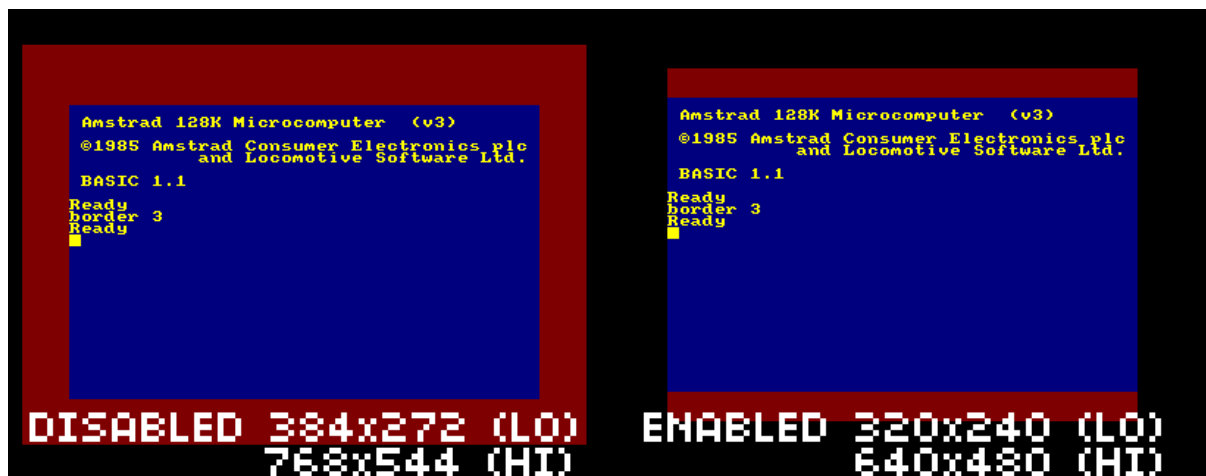 Amstrad 128K Microcomputer (v3)
©1985 Amstrad Consumer Electronics plc
and Locomotive Software Ltd.
BASIC 1.1
Ready
border 3
Ready
DISABLED 384x272 (LO)
768x544 (HI)
Amstrad 128K Microcomputer (v3)
©1985 Amstrad Consumer Electronics plc
and Locomotive Software Ltd.
BASIC 1.1
Ready
border 3
Ready
ENABLED 320x240 (LO)
640x480 (HI)